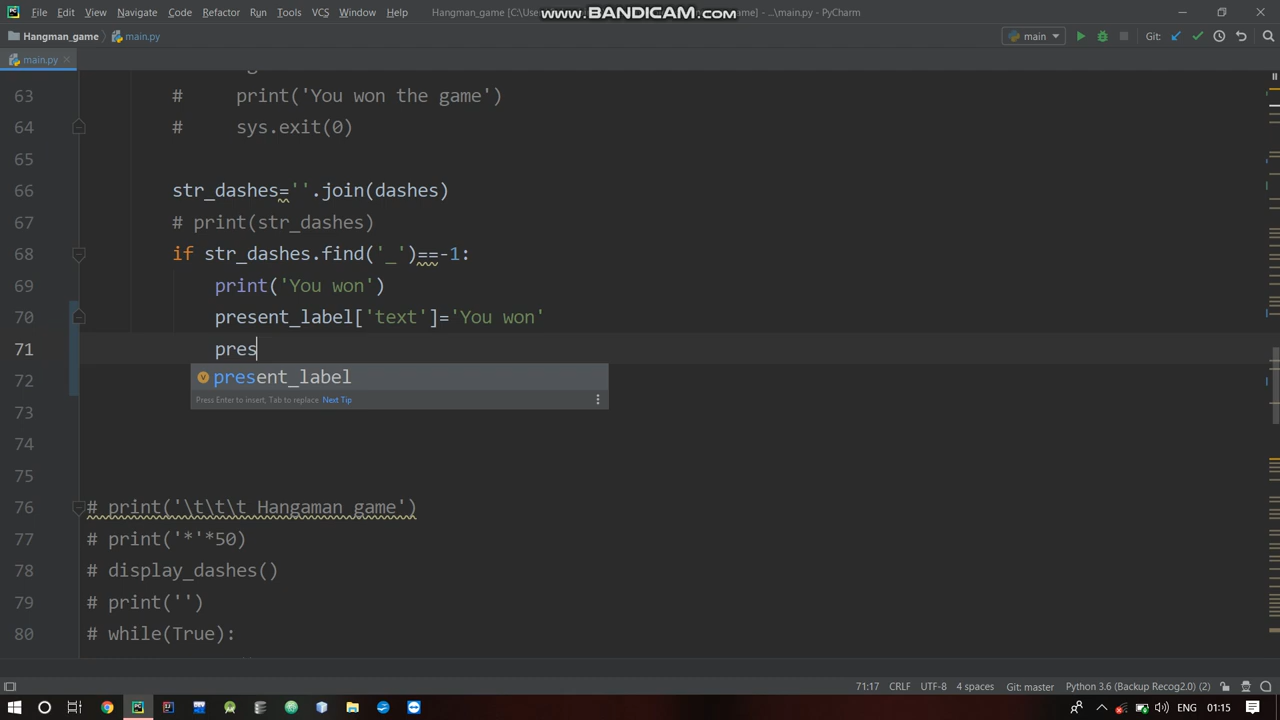 File Edit View Navigate Code Refactor Run Tools VCS Window Help Hangman_game [C:\Use www.BANDICAM.com e] - ...\main.py - PyCharm
Hangman_game main.py main Git:
main.py
63 # print('You won the game')
64 # sys.exit(0)
65
66 str_dashes=''.join(dashes)
67 # print(str_dashes)
68 if str_dashes.find('_')==-1:
69 print('You won')
70 present_label['text']='You won'
71 pres
72 present_label
Press Enter to insert, Tab to replace Next Tip
73
74
75
76 # print('\t\t\t Hangaman game')
77 # print('*'*50)
78 # display_dashes()
79 # print('')
80 # while(True):
71:17 CRLF UTF-8 4 spaces Git: master Python 3.6 (Backup Recog2.0) (2)
ENG 01:15